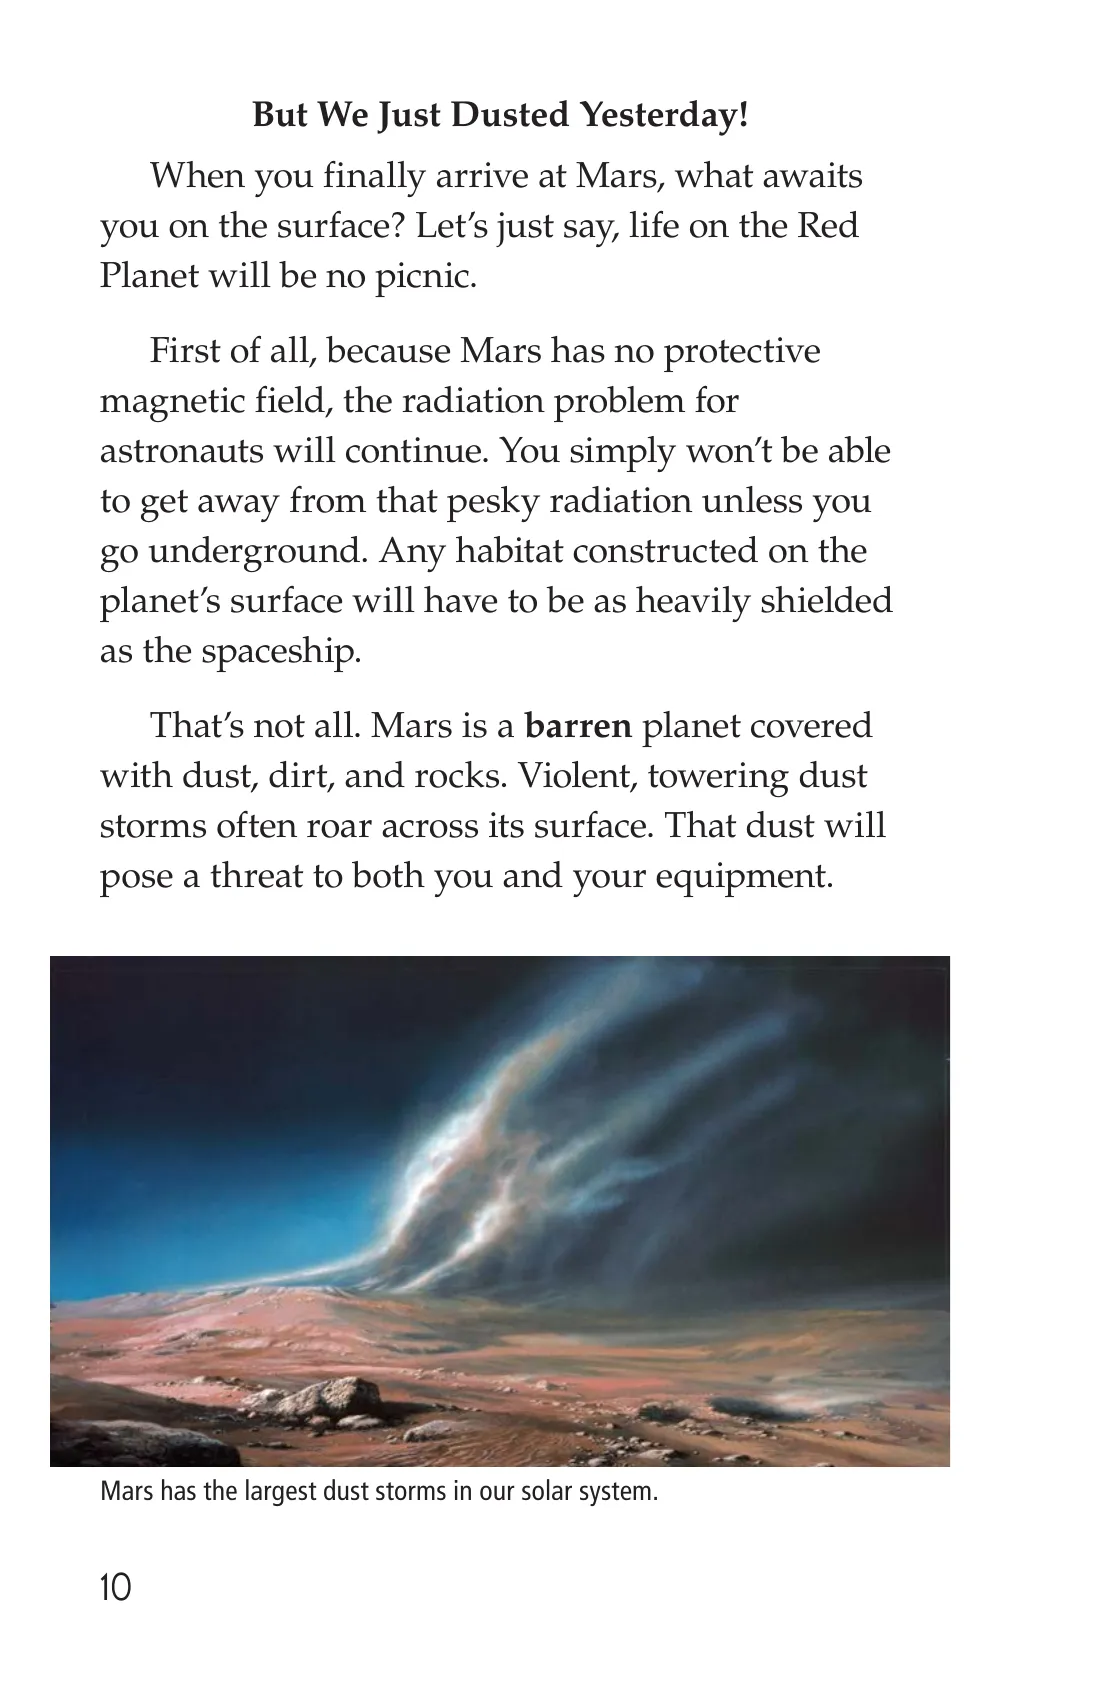 But We Just Dusted Yesterday!
When you finally arrive at Mars, what awaits
you on the surface? Let’s just say, life on the Red
Planet will be no picnic.
First of all, because Mars has no protective
magnetic field, the radiation problem for
astronauts will continue. You simply won’t be able
to get away from that pesky radiation unless you
go underground. Any habitat constructed on the
planet’s surface will have to be as heavily shielded
as the spaceship.
That’s not all. Mars is a barren planet covered
with dust, dirt, and rocks. Violent, towering dust
storms often roar across its surface. That dust will
pose a threat to both you and your equipment.
Mars has the largest dust storms in our solar system.
10